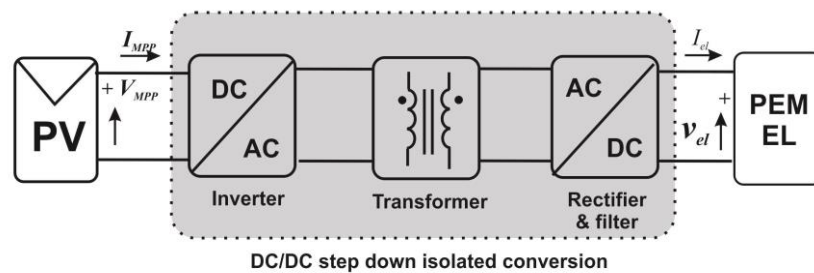 I_MPP
I_el
+ V_MPP
DC
AC
AC
DC
+
v_el
PV
PEM
EL
Inverter
Transformer
Rectifier
& filter
DC/DC step down isolated conversion